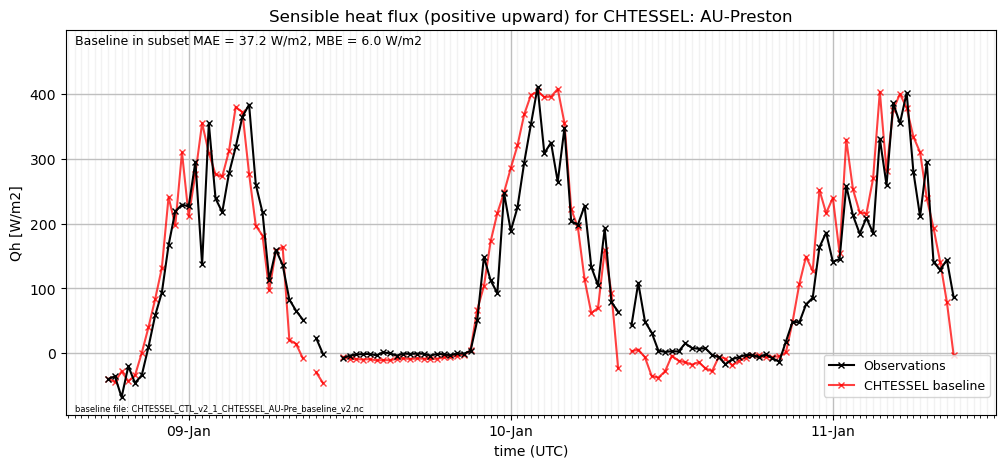 Sensible heat flux (positive upward) for CHTESSEL: AU-Preston
Baseline in subset MAE = 37.2 W/m2, MBE = 6.0 W/m2
400
300
200
100
0
Qh [W/m2]
Observations
CHTESSEL baseline
baseline file: CHTESSEL_CTL_v2_1_CHTESSEL_AU-Pre_baseline_v2.nc
09-Jan
10-Jan
11-Jan
time (UTC)